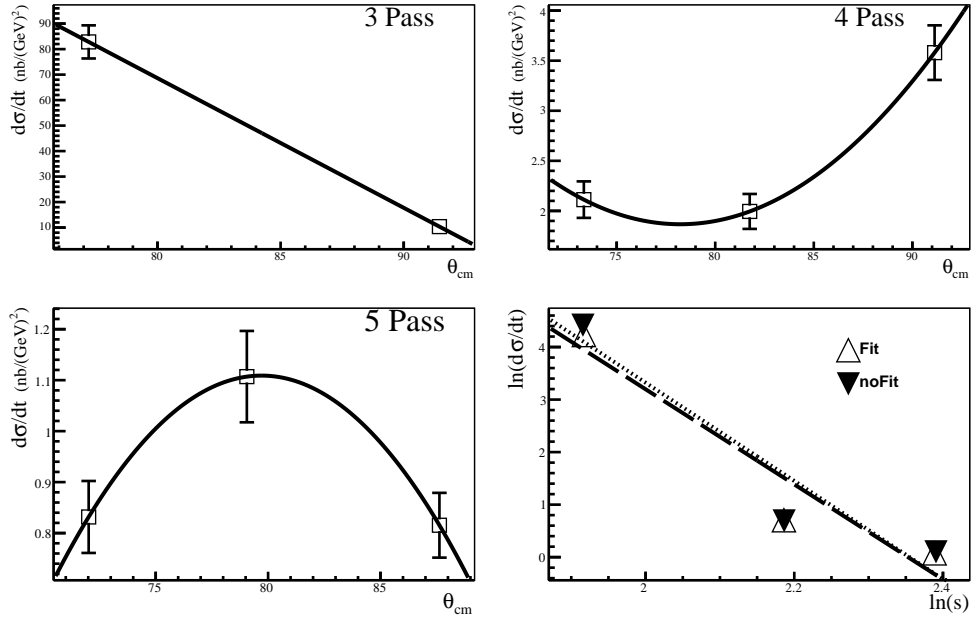 3 Pass
dσ/dt (nb/(GeV)²)
90
80
70
60
50
40
30
20
10
80
85
90
θcm
4 Pass
dσ/dt (nb/(GeV)²)
4
3.5
3
2.5
2
75
80
85
90
θcm
5 Pass
dσ/dt (nb/(GeV)²)
1.2
1.1
1
0.9
0.8
75
80
85
θcm
ln(dσ/dt)
4
3
2
1
0
Fit
noFit
2
2.2
2.4
ln(s)